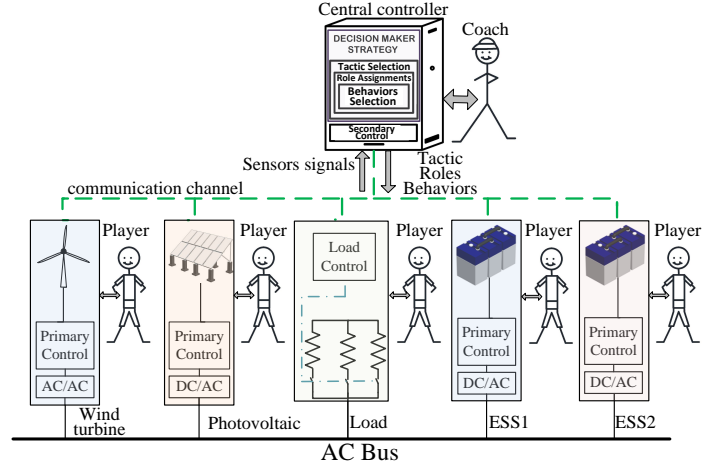 Central controller
DECISION MAKER
STRATEGY
Tactic Selection
Role Assignments
Behaviors
Selection
Secondary
Control
Coach
Sensors signals
Tactic
Roles
Behaviors
communication channel
Player
Player
Player
Player
Player
Load
Control
Primary
Control
AC/AC
Primary
Control
DC/AC
Primary
Control
DC/AC
Primary
Control
DC/AC
Wind
turbine
Photovoltaic
Load
ESS1
ESS2
AC Bus